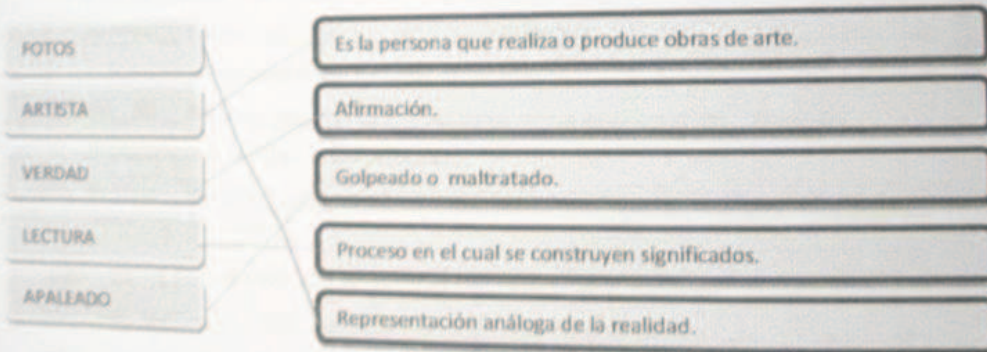 FOTOS
Es la persona que realiza o produce obras de arte.
ARTISTA
Afirmación.
VERDAD
Golpeado o maltratado.
LECTURA
Proceso en el cual se construyen significados.
APALEADO
Representación análoga de la realidad.